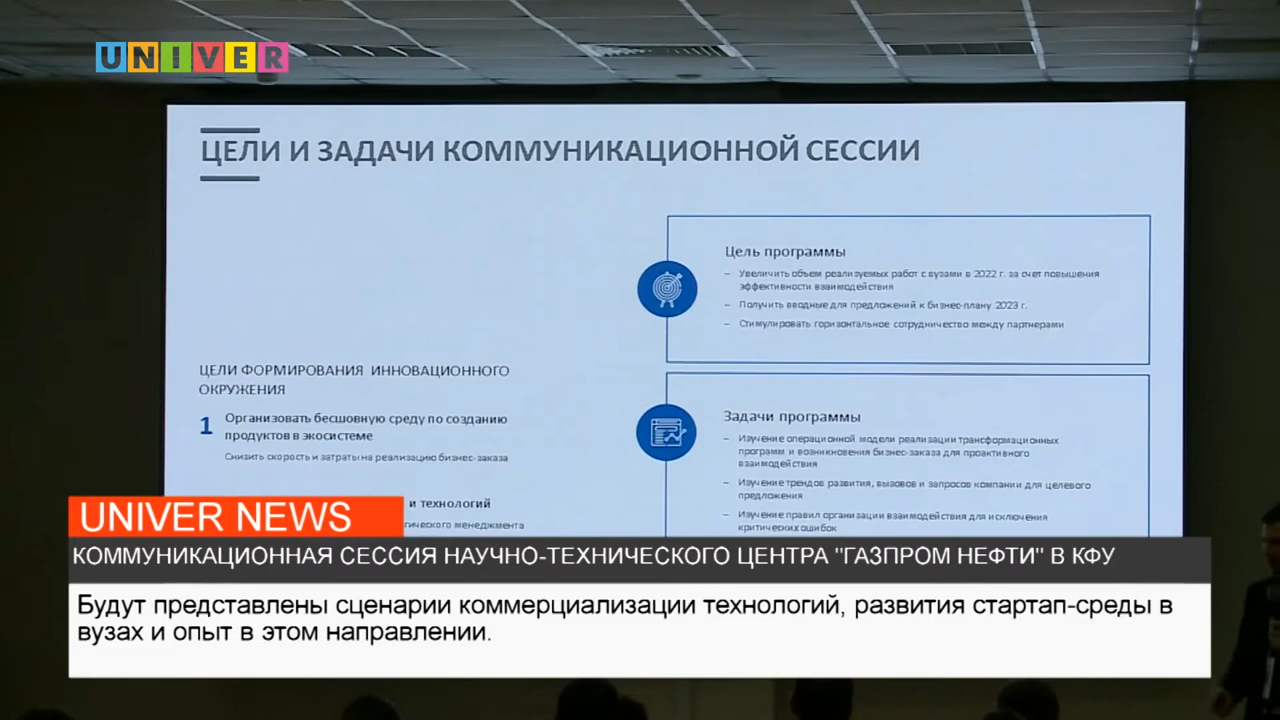 UNIVER
ЦЕЛИ И ЗАДАЧИ КОММУНИКАЦИОННОЙ СЕССИИ
Цель программы
– Увеличить объем реализуемых работ с вузами в 2022 г. за счет повышения
эффективности взаимодействия
– Получить вводные для предложений к бизнес-плану 2023 г.
– Стимулировать горизонтальное сотрудничество между партнерами
ЦЕЛИ ФОРМИРОВАНИЯ ИННОВАЦИОННОГО
ОКРУЖЕНИЯ
1 Организовать бесшовную среду по созданию
продуктов в экосистеме
Снизить скорость и затраты на реализацию бизнес-заказа
и технологий
гического менеджмента
Задачи программы
– Изучение операционной модели реализации трансформационных
программ и возникновения бизнес-заказа для проактивного
взаимодействия
– Изучение трендов развития, вызовов и запросов компании для целевого
предложения
– Изучение правил организации взаимодействия для исключения
критических ошибок
UNIVER NEWS
КОММУНИКАЦИОННАЯ СЕССИЯ НАУЧНО-ТЕХНИЧЕСКОГО ЦЕНТРА "ГАЗПРОМ НЕФТИ" В КФУ
Будут представлены сценарии коммерциализации технологий, развития стартап-среды в
вузах и опыт в этом направлении.